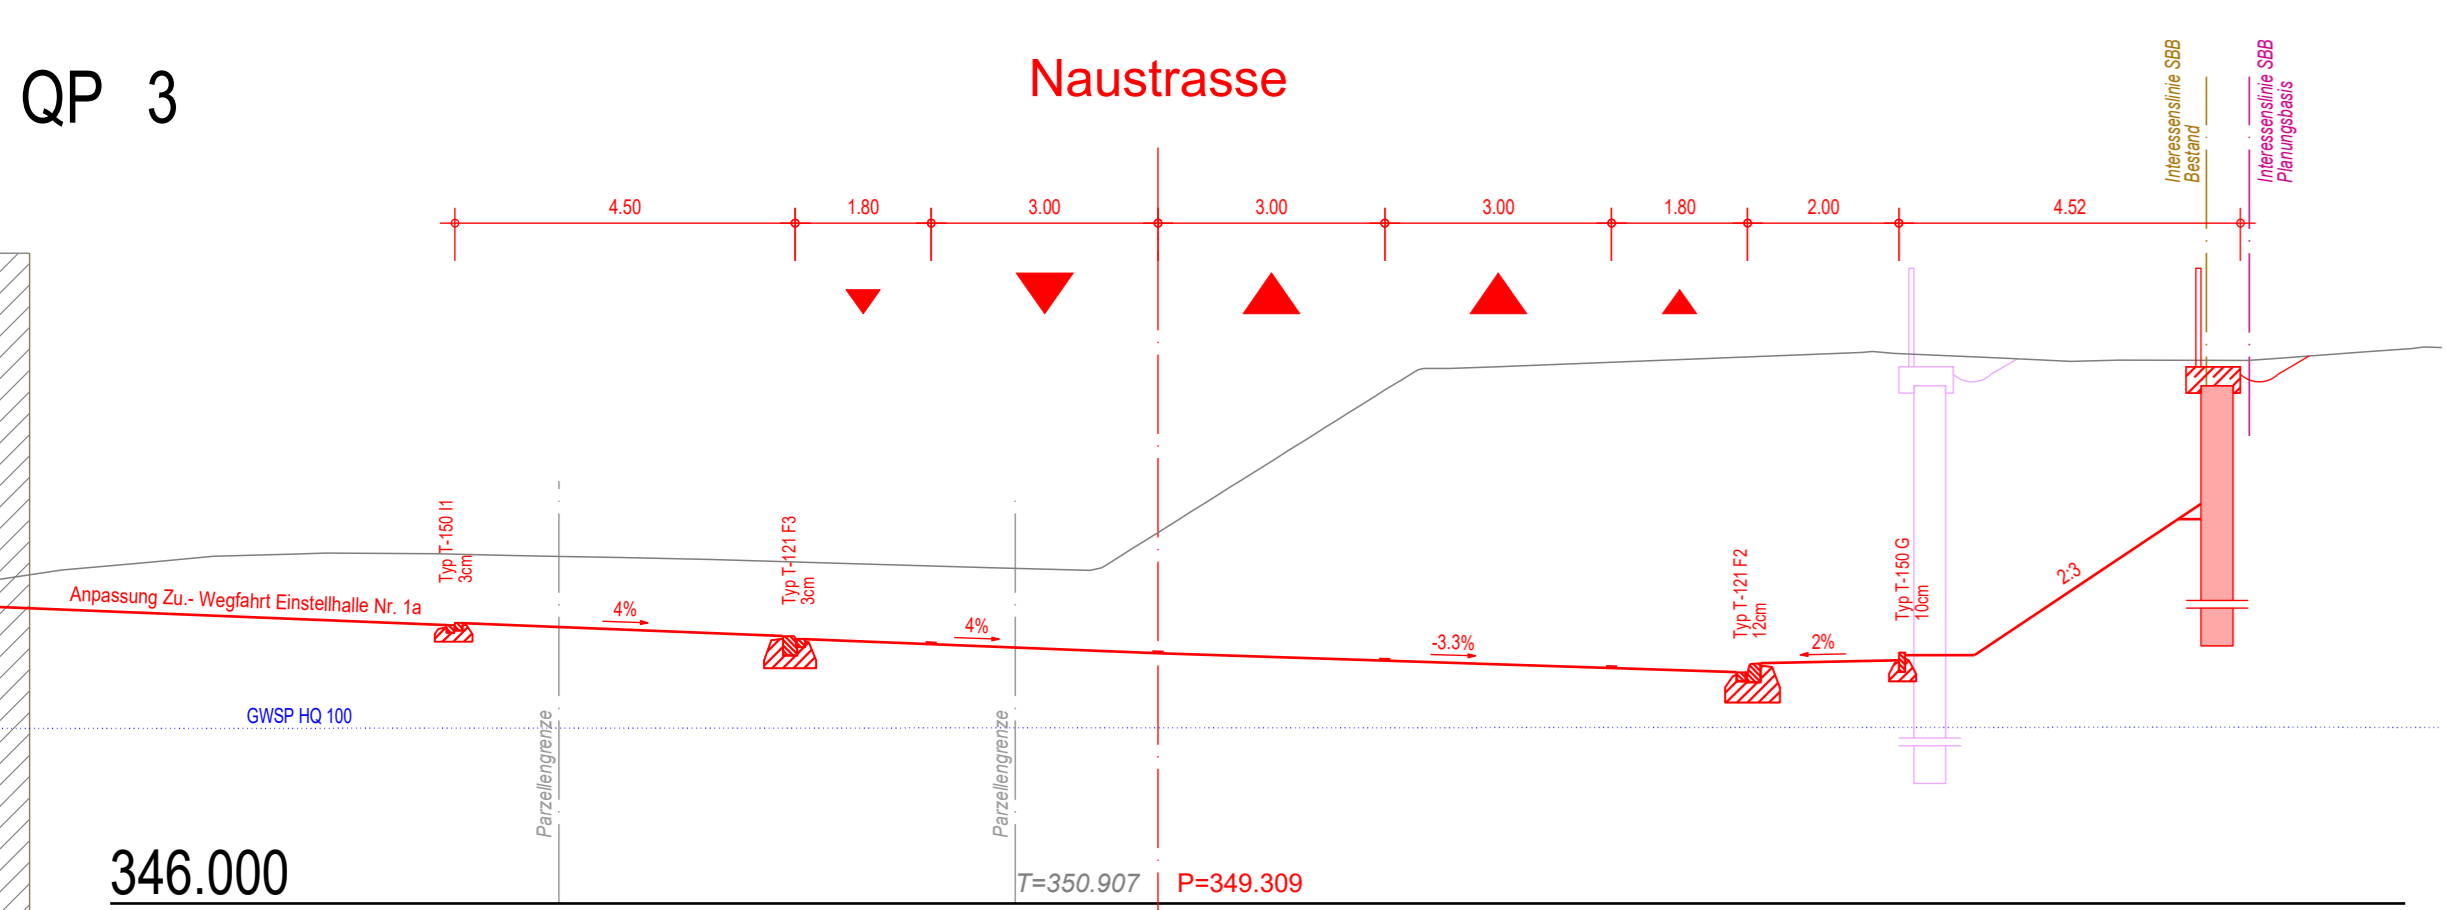 QP 3
Naustrasse
Interessenslinie SBB
Bestand
Interessenslinie SBB
Planungsbasis
4.50
1.80
3.00
3.00
3.00
1.80
2.00
4.52
Typ T-150 I1
3cm
Typ T-121 F3
3cm
Typ T-121 F2
12cm
Typ T-150 G
10cm
2:3
Anpassung Zu.- Wegfahrt Einstellhalle Nr. 1a
4%
4%
-3.3%
2%
GWSP HQ 100
Parzellengrenze
Parzellengrenze
346.000
T=350.907
P=349.309